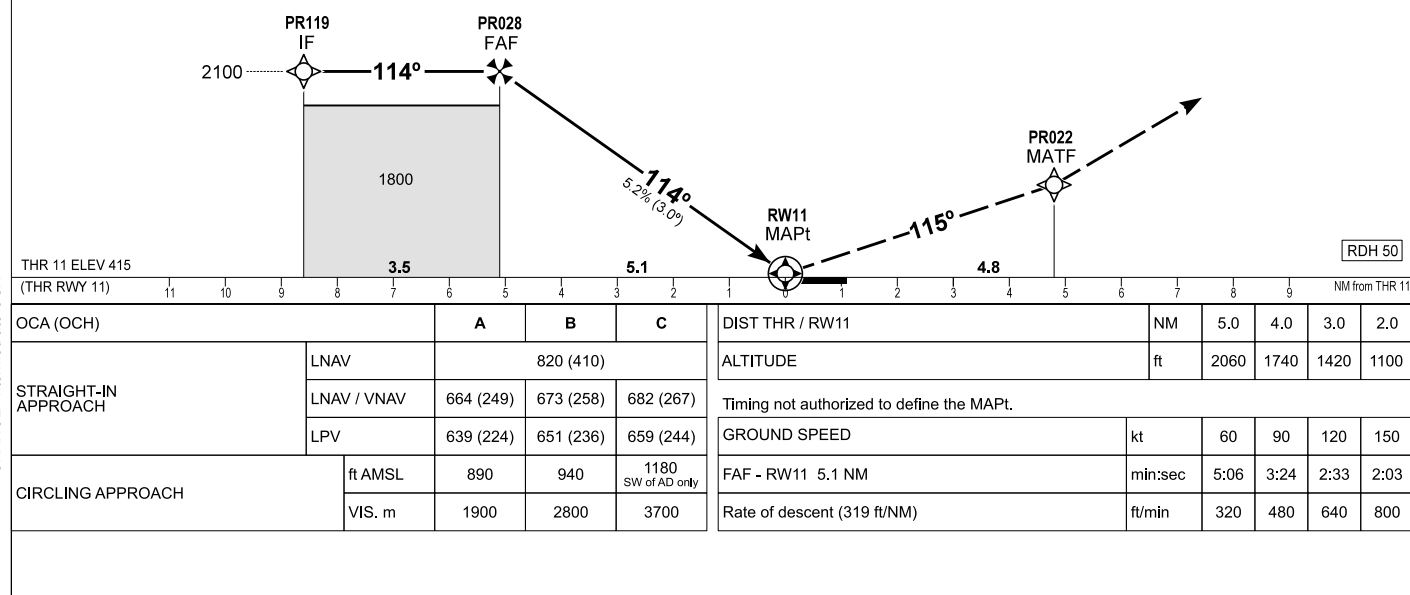 PR119
IF
PR028
FAF
2100
114º
1800
114º
5.2% (3.0º)
PR022
MATF
RW11
MAPt
115º
RDH 50
THR 11 ELEV 415
3.5
5.1
4.8
(THR RWY 11)
11 10 9 8 7 6 5 4 3 2 1 0 1 2 3 4 5 6 7 8 9
NM from THR 11
OCA (OCH) A B C
STRAIGHT-IN
APPROACH
LNAV 820 (410)
LNAV / VNAV 664 (249) 673 (258) 682 (267)
LPV 639 (224) 651 (236) 659 (244)
CIRCLING APPROACH
ft AMSL 890 940 1180
SW of AD only
VIS. m 1900 2800 3700
DIST THR / RW11 NM 5.0 4.0 3.0 2.0
ALTITUDE ft 2060 1740 1420 1100
Timing not authorized to define the MAPt.
GROUND SPEED kt 60 90 120 150
FAF - RW11 5.1 NM min:sec 5:06 3:24 2:33 2:03
Rate of descent (319 ft/NM) ft/min 320 480 640 800